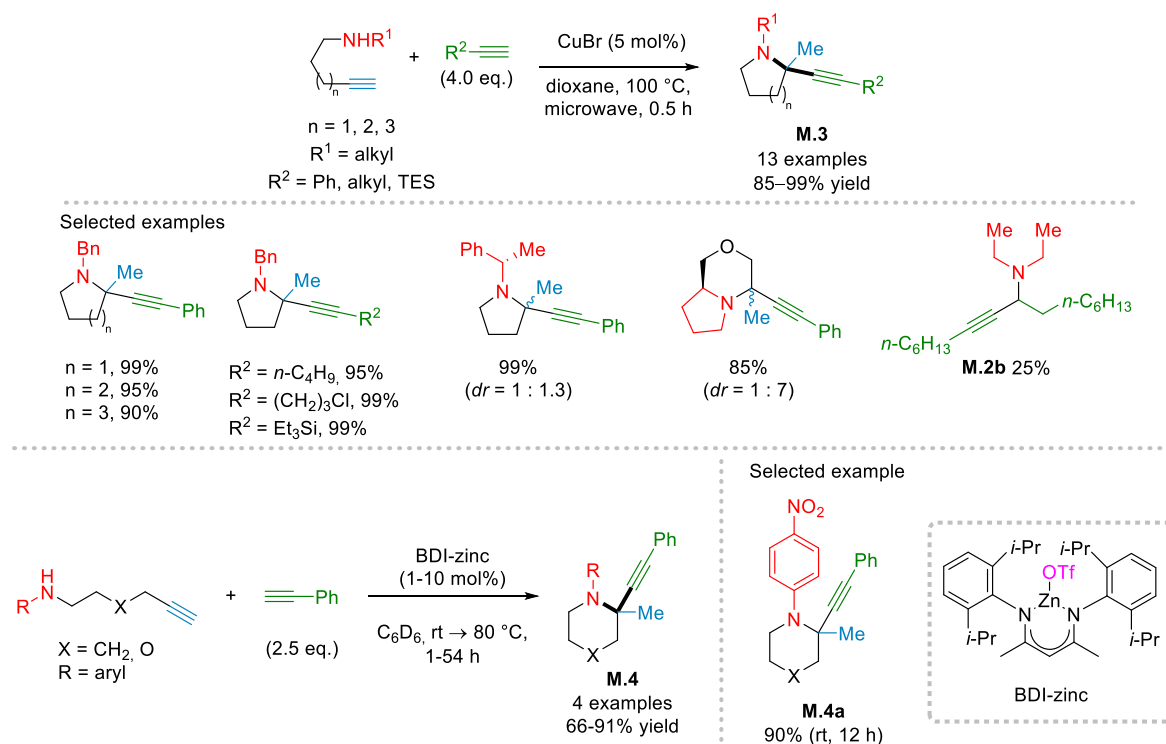 NHR¹
n
+
R²
(4.0 eq.)
CuBr (5 mol%)
dioxane, 100 °C,
microwave, 0.5 h
R¹
N
Me
n
R²
n = 1, 2, 3
R¹ = alkyl
R² = Ph, alkyl, TES
M.3
13 examples
85–99% yield
Selected examples
Bn
N
Me
n
Ph
n = 1, 99%
n = 2, 95%
n = 3, 90%
Bn
N
Me
R²
R² = n-C₄H₉, 95%
R² = (CH₂)₃Cl, 99%
R² = Et₃Si, 99%
Ph
Me
N
Me
Ph
99%
(dr = 1 : 1.3)
O
N
Me
Ph
85%
(dr = 1 : 7)
Me
Me
N
n-C₆H₁₃
n-C₆H₁₃
M.2b 25%
H
N
R
X
X = CH₂, O
R = aryl
+
Ph
(2.5 eq.)
BDI-zinc
(1-10 mol%)
C₆D₆, rt → 80 °C,
1-54 h
Ph
R
N
Me
X
M.4
4 examples
66-91% yield
Selected example
NO₂
Ph
N
Me
X
M.4a
90% (rt, 12 h)
i-Pr
i-Pr
OTf
Zn
N
N
i-Pr
i-Pr
BDI-zinc